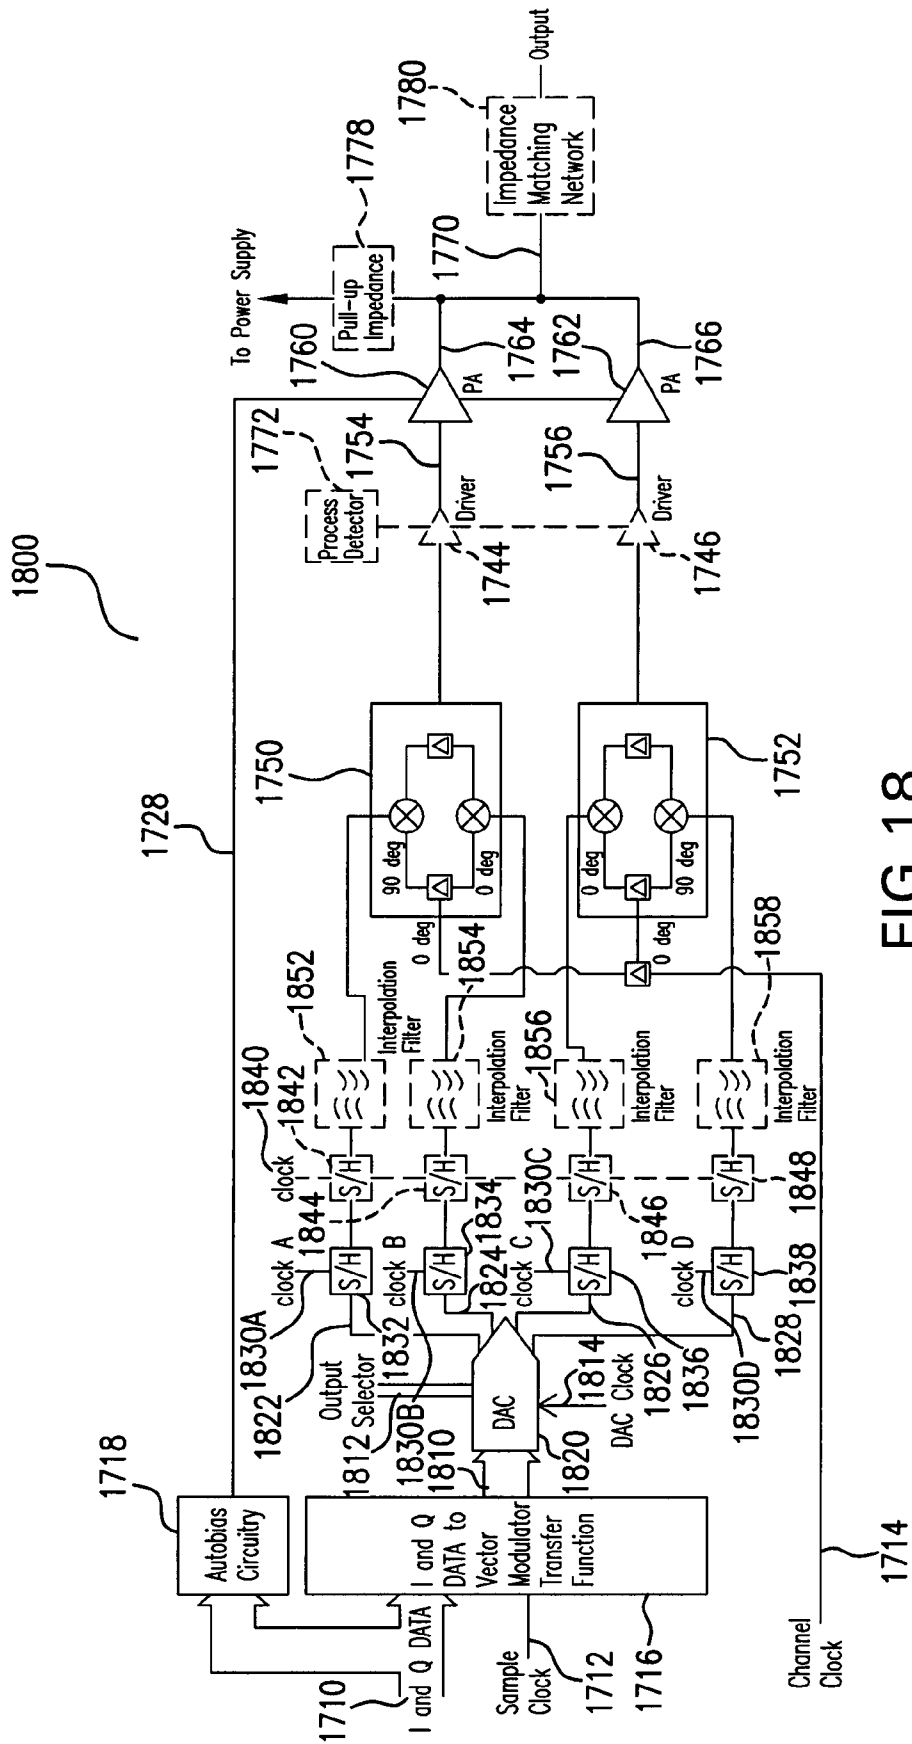 1800
1718
Autobias
Circuitry
1728
1710
I and Q DATA
I and Q
DATA to
Vector
Modulator
Transfer
Function
Sample
Clock
1712
1716
Channel
Clock
1714
1810
1812
Output
Selector
DAC
1820
1814
DAC Clock
1822
1824
1826
1828
1830A
clock A
S/H
1832
1830B
clock B
S/H
1834
1830C
clock C
S/H
1836
1830D
clock D
S/H
1838
1840
clock
1842
S/H
1844
S/H
1846
S/H
1848
S/H
1852
Interpolation
Filter
1854
Interpolation
Filter
1856
Interpolation
Filter
1858
Interpolation
Filter
1750
90 deg
0 deg
0 deg
1752
0 deg
90 deg
0 deg
Process
Detector
1772
Driver
1744
Driver
1746
1754
1756
1760
PA
1762
PA
1764
1766
To Power Supply
Pull-up
Impedance
1778
1770
Impedance
Matching
Network
1780
Output
FIG.18